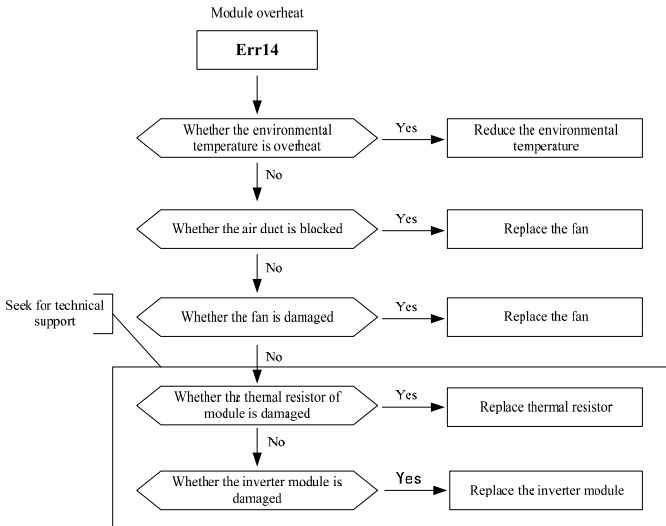 Module overheat
Err14
Whether the environmental
temperature is overheat
Yes
Reduce the environmental
temperature
No
Whether the air duct is blocked
Yes
Replace the fan
No
Seek for technical
support
Whether the fan is damaged
Yes
Replace the fan
No
Whether the thermal resistor of
module is damaged
Yes
Replace thermal resistor
No
Whether the inverter module is
damaged
Yes
Replace the inverter module